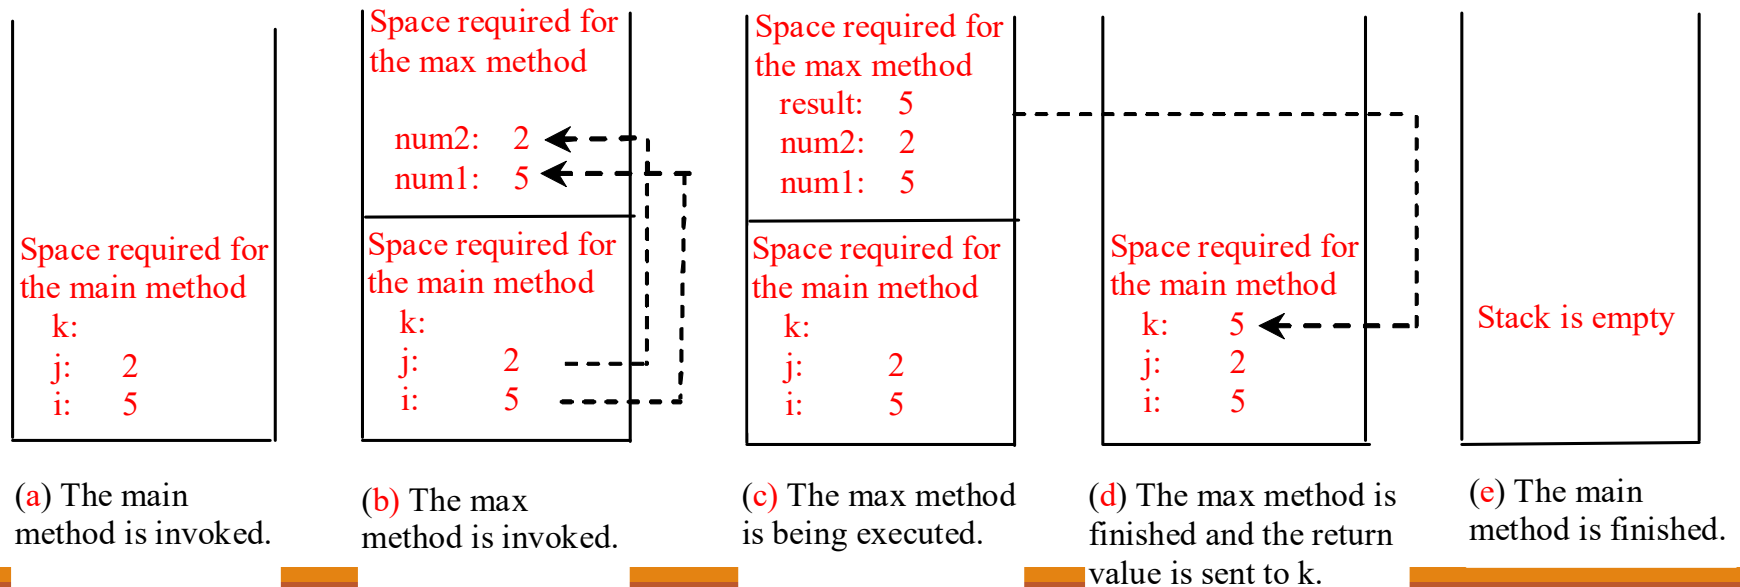 Space required for
the main method
k:
j: 2
i: 5
(a) The main
method is invoked.
Space required for
the max method
num2: 2
num1: 5
Space required for
the main method
k:
j: 2
i: 5
(b) The max
method is invoked.
Space required for
the max method
result: 5
num2: 2
num1: 5
Space required for
the main method
k:
j: 2
i: 5
(c) The max method
is being executed.
Space required for
the main method
k: 5
j: 2
i: 5
(d) The max method is
finished and the return
value is sent to k.
Stack is empty
(e) The main
method is finished.